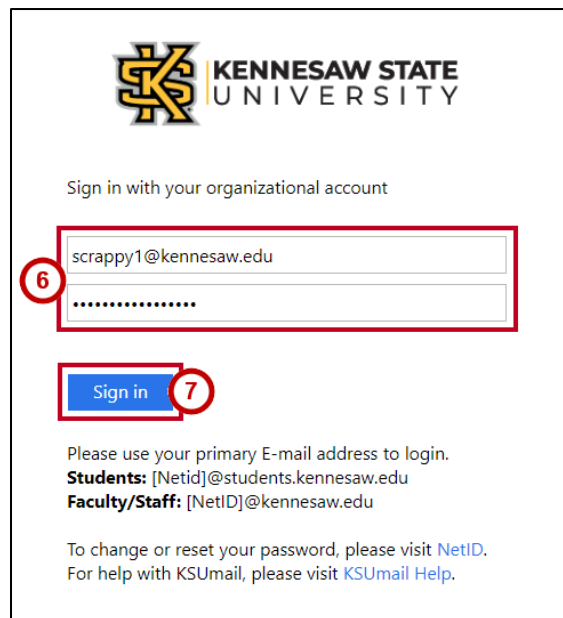 KS
KENNESAW STATE
UNIVERSITY
Sign in with your organizational account
scrappy1@kennesaw.edu
6
•••••••••••••••••
Sign in
7
Please use your primary E-mail address to login.
Students: [Netid]@students.kennesaw.edu
Faculty/Staff: [NetID]@kennesaw.edu
To change or reset your password, please visit NetID.
For help with KSUmail, please visit KSUmail Help.